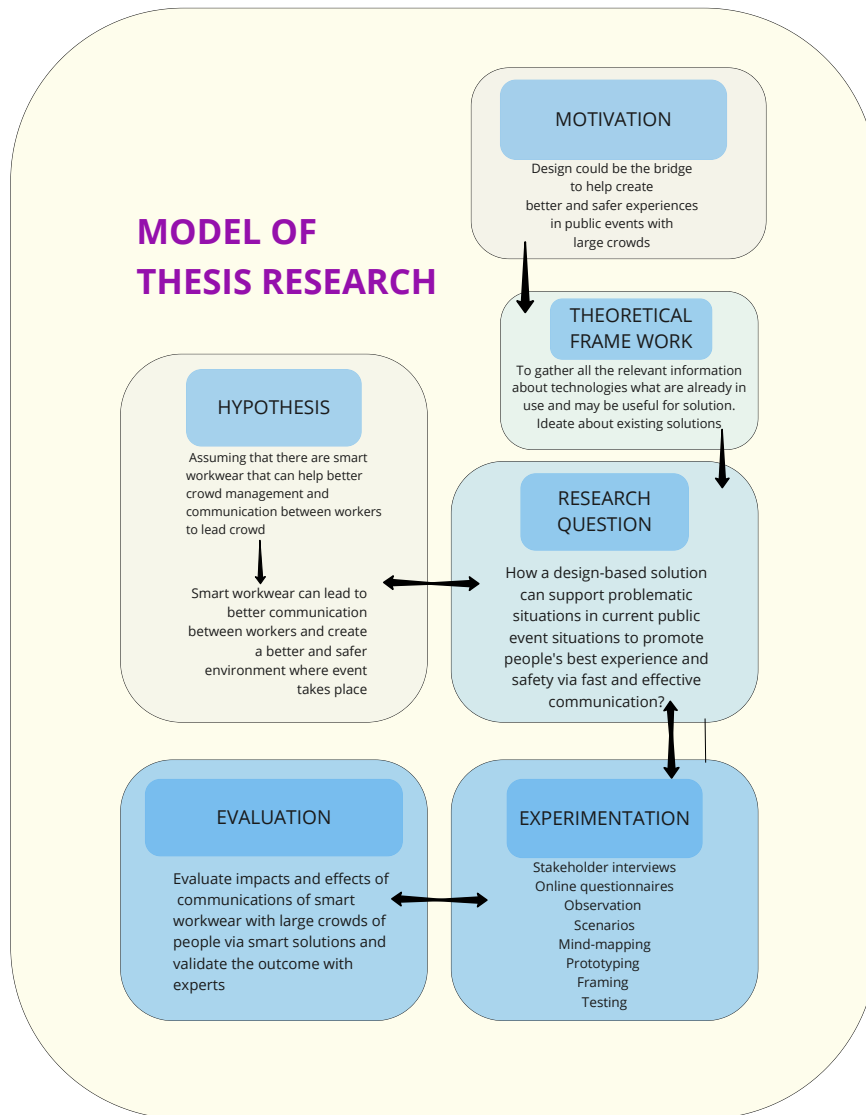 MODEL OF
THESIS RESEARCH
MOTIVATION
Design could be the bridge
to help create
better and safer experiences
in public events with
large crowds
THEORETICAL
FRAME WORK
To gather all the relevant information
about technologies what are already in
use and may be useful for solution.
Ideate about existing solutions
HYPOTHESIS
Assuming that there are smart
workwear that can help better
crowd management and
communication between workers
to lead crowd
Smart workwear can lead to
better communication
between workers and create
a better and safer
environment where event
takes place
RESEARCH
QUESTION
How a design-based solution
can support problematic
situations in current public
event situations to promote
people's best experience and
safety via fast and effective
communication?
EVALUATION
Evaluate impacts and effects of
communications of smart
workwear with large crowds of
people via smart solutions and
validate the outcome with
experts
EXPERIMENTATION
Stakeholder interviews
Online questionnaires
Observation
Scenarios
Mind-mapping
Prototyping
Framing
Testing